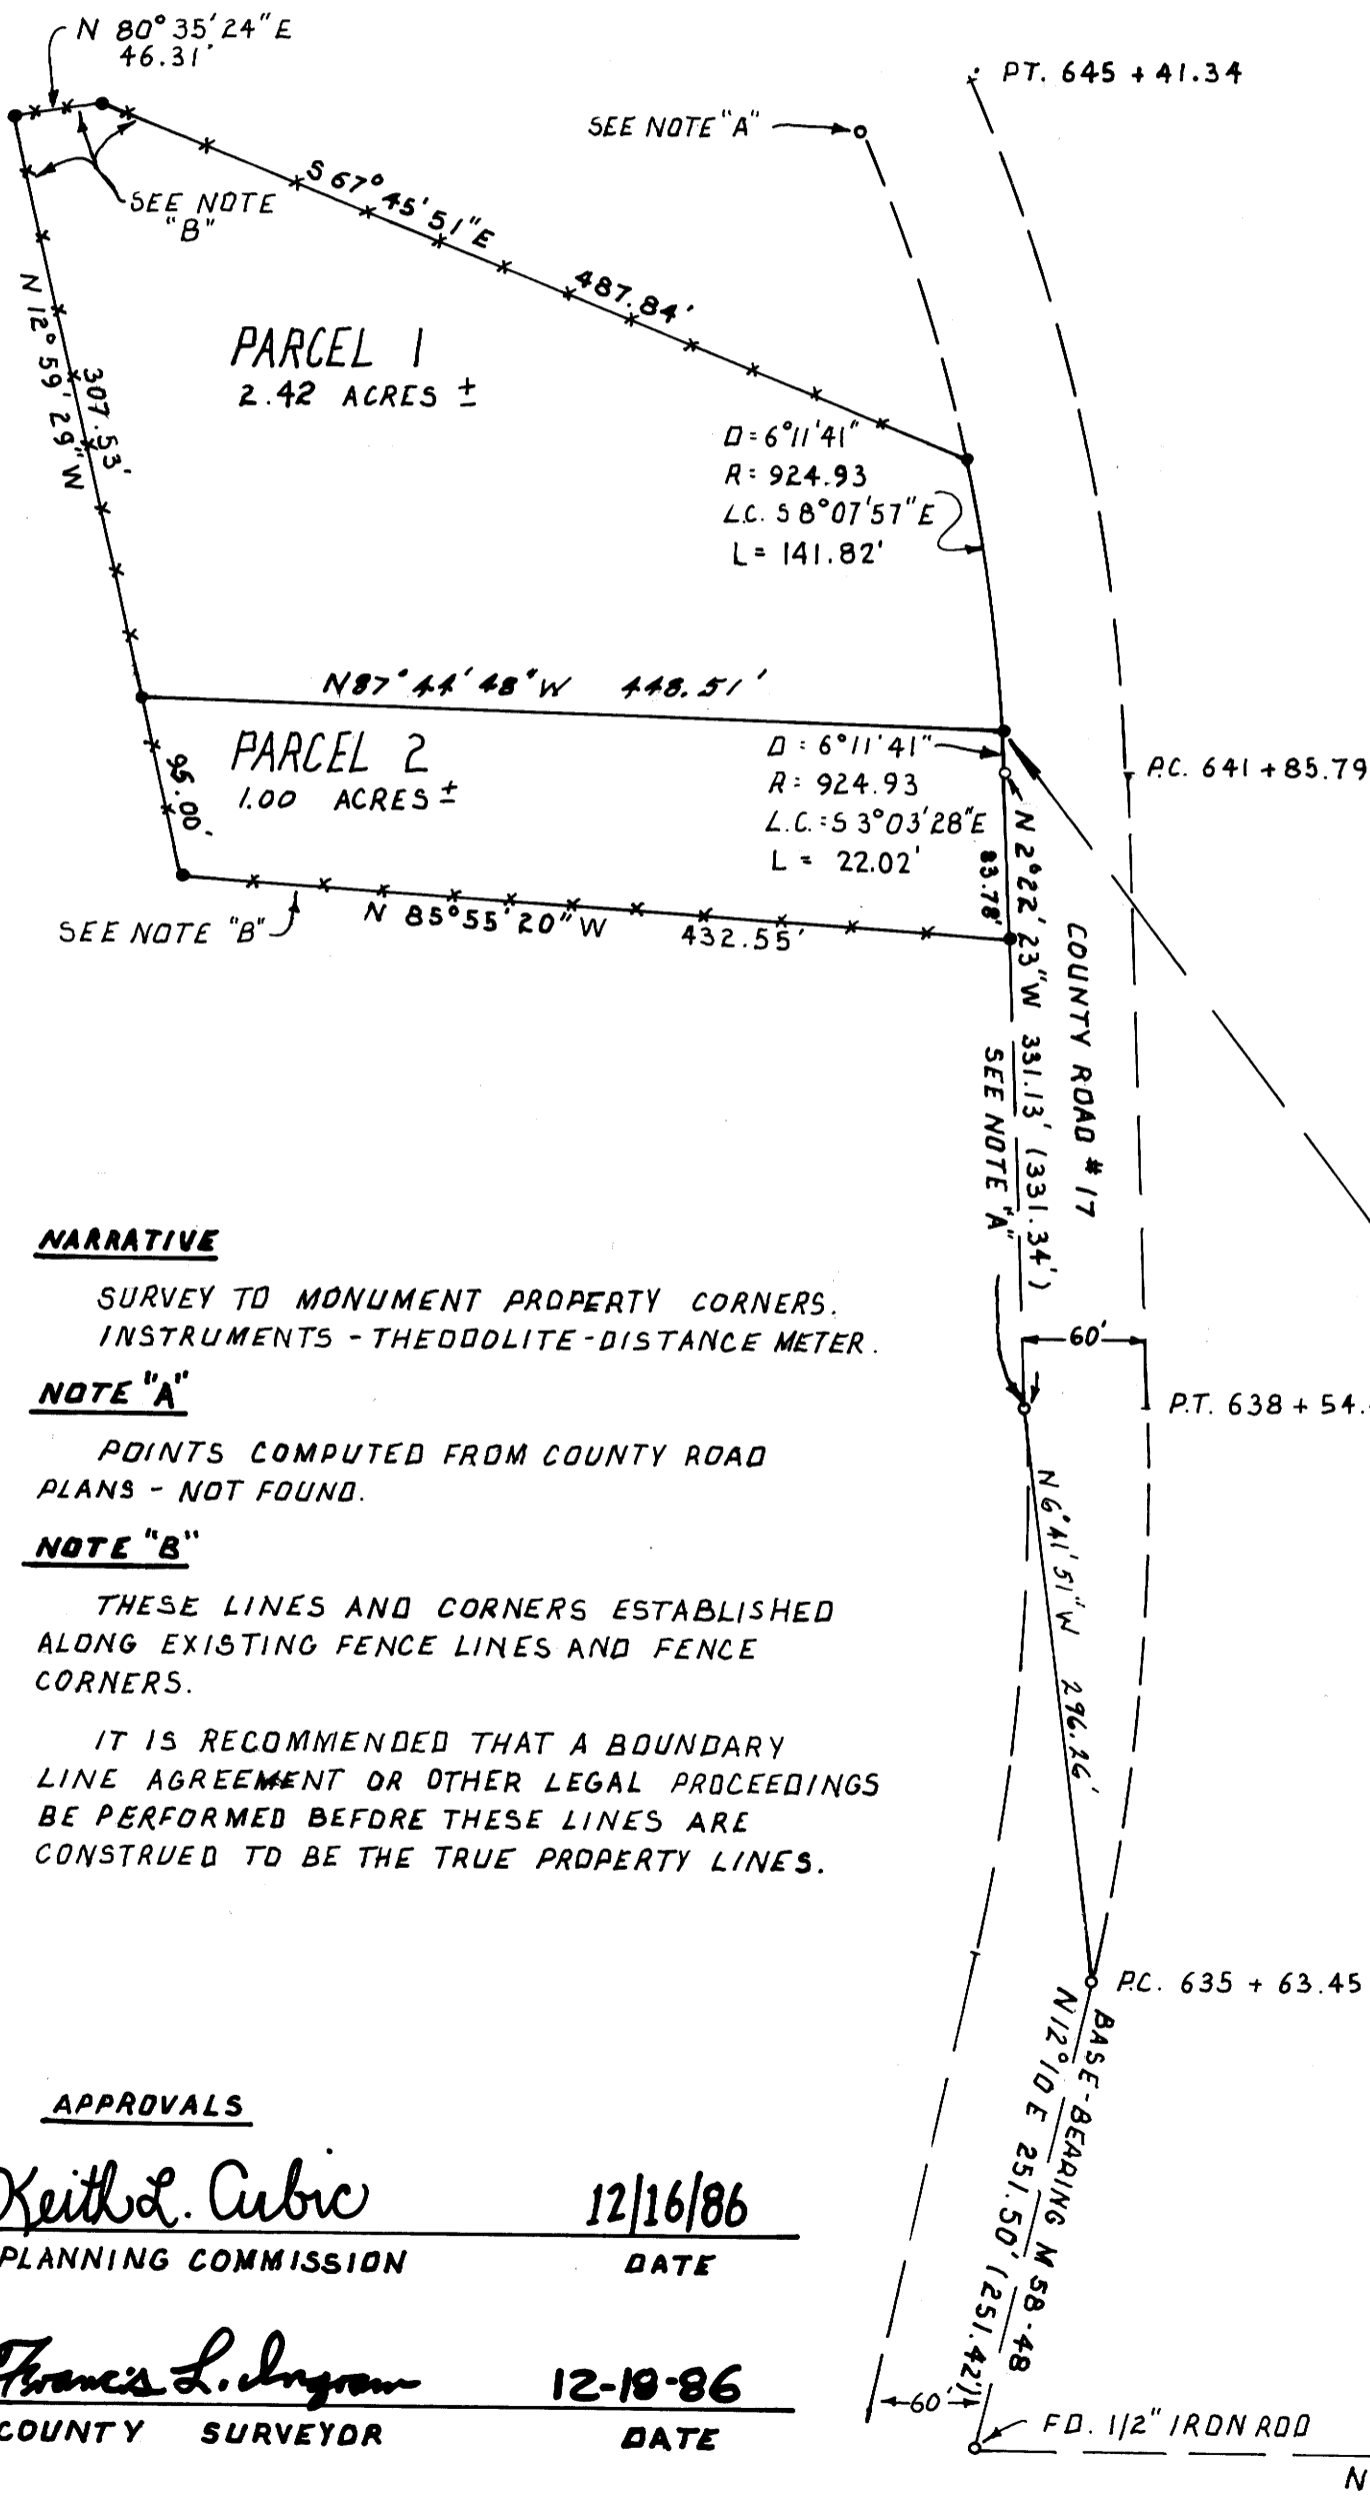 N 80°35'24"E
46.31'
PT. 645 + 41.34
SEE NOTE "A"
SEE NOTE
"B"
S 67° 45' 51" E 487.84'
N 12° 59' 29" W
307.53'
PARCEL 1
2.42 ACRES ±
D = 6°11'41"
R = 924.93
L.C. S 8°07'57"E
L = 141.82'
N 87° 44' 48" W 448.51'
PARCEL 2
1.00 ACRES ±
95.00'
D = 6°11'41"
R = 924.93
L.C. = S 3°03'28"E
L = 22.02'
P.C. 641 + 85.79
83.78'
N 2° 22' 23" W 331.13' (331.34')
SEE NOTE "B"
N 85° 55' 20" W 432.55'
COUNTY ROAD # 17
SEE NOTE "A"
NARRATIVE
SURVEY TO MONUMENT PROPERTY CORNERS.
INSTRUMENTS - THEODOLITE - DISTANCE METER.
60'
NOTE "A"
P.T. 638 + 54.
POINTS COMPUTED FROM COUNTY ROAD
PLANS - NOT FOUND.
NOTE "B"
N 6° 41' 51" W 296.26'
THESE LINES AND CORNERS ESTABLISHED
ALONG EXISTING FENCE LINES AND FENCE
CORNERS.
IT IS RECOMMENDED THAT A BOUNDARY
LINE AGREEMENT OR OTHER LEGAL PROCEEDINGS
BE PERFORMED BEFORE THESE LINES ARE
CONSTRUED TO BE THE TRUE PROPERTY LINES.
P.C. 635 + 63.45
BASE-BEARING M 58-48
N 12° 10 E 251.50' (251.42')
APPROVALS
Keith L. Cubic 12/16/86
PLANNING COMMISSION DATE
Francis L. Ingram 12-18-86
COUNTY SURVEYOR DATE
60'
FD. 1/2" IRON ROD
N